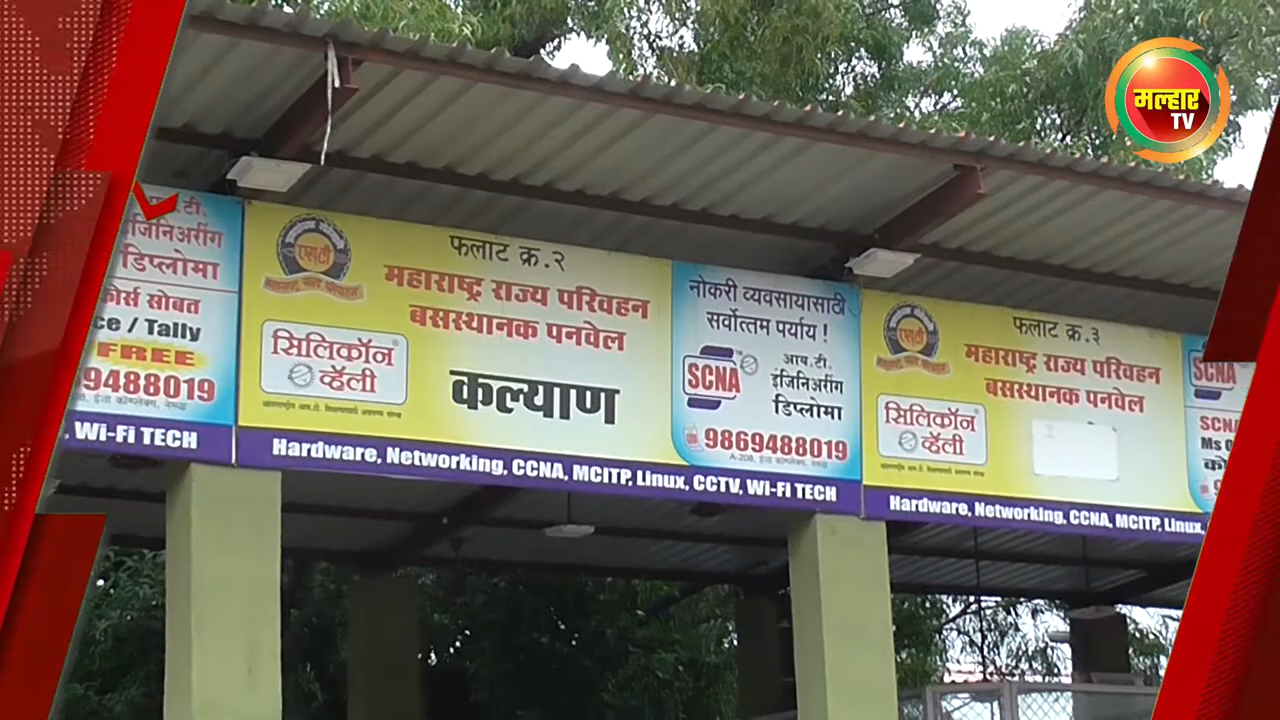 मल्हार
TV
य.टी.
जिनिअरींग
डिप्लोमा
कोर्स सोबत
ce / Tally
FREE
9488019
. Wi-Fi TECH
एसटी
फलाट क्र.२
महाराष्ट्र राज्य परिवहन
बसस्थानक पनवेल
सिलिकॉन
व्हॅली
कल्याण
नोकरी व्यवसायासाठी
सर्वोत्तम पर्याय !
SCNA
आय.टी.
इंजिनिअरींग
डिप्लोमा
9869488019
A-208, इंजा कॉम्प्लेक्स, नेरूळ
Hardware, Networking, CCNA, MCITP, Linux, CCTV, Wi-Fi TECH
एसटी
फलाट क्र.३
महाराष्ट्र राज्य परिवहन
बसस्थानक पनवेल
सिलिकॉन
व्हॅली
Hardware, Networking, CCNA, MCITP, Linux,
SCNA
SCNA
Ms O